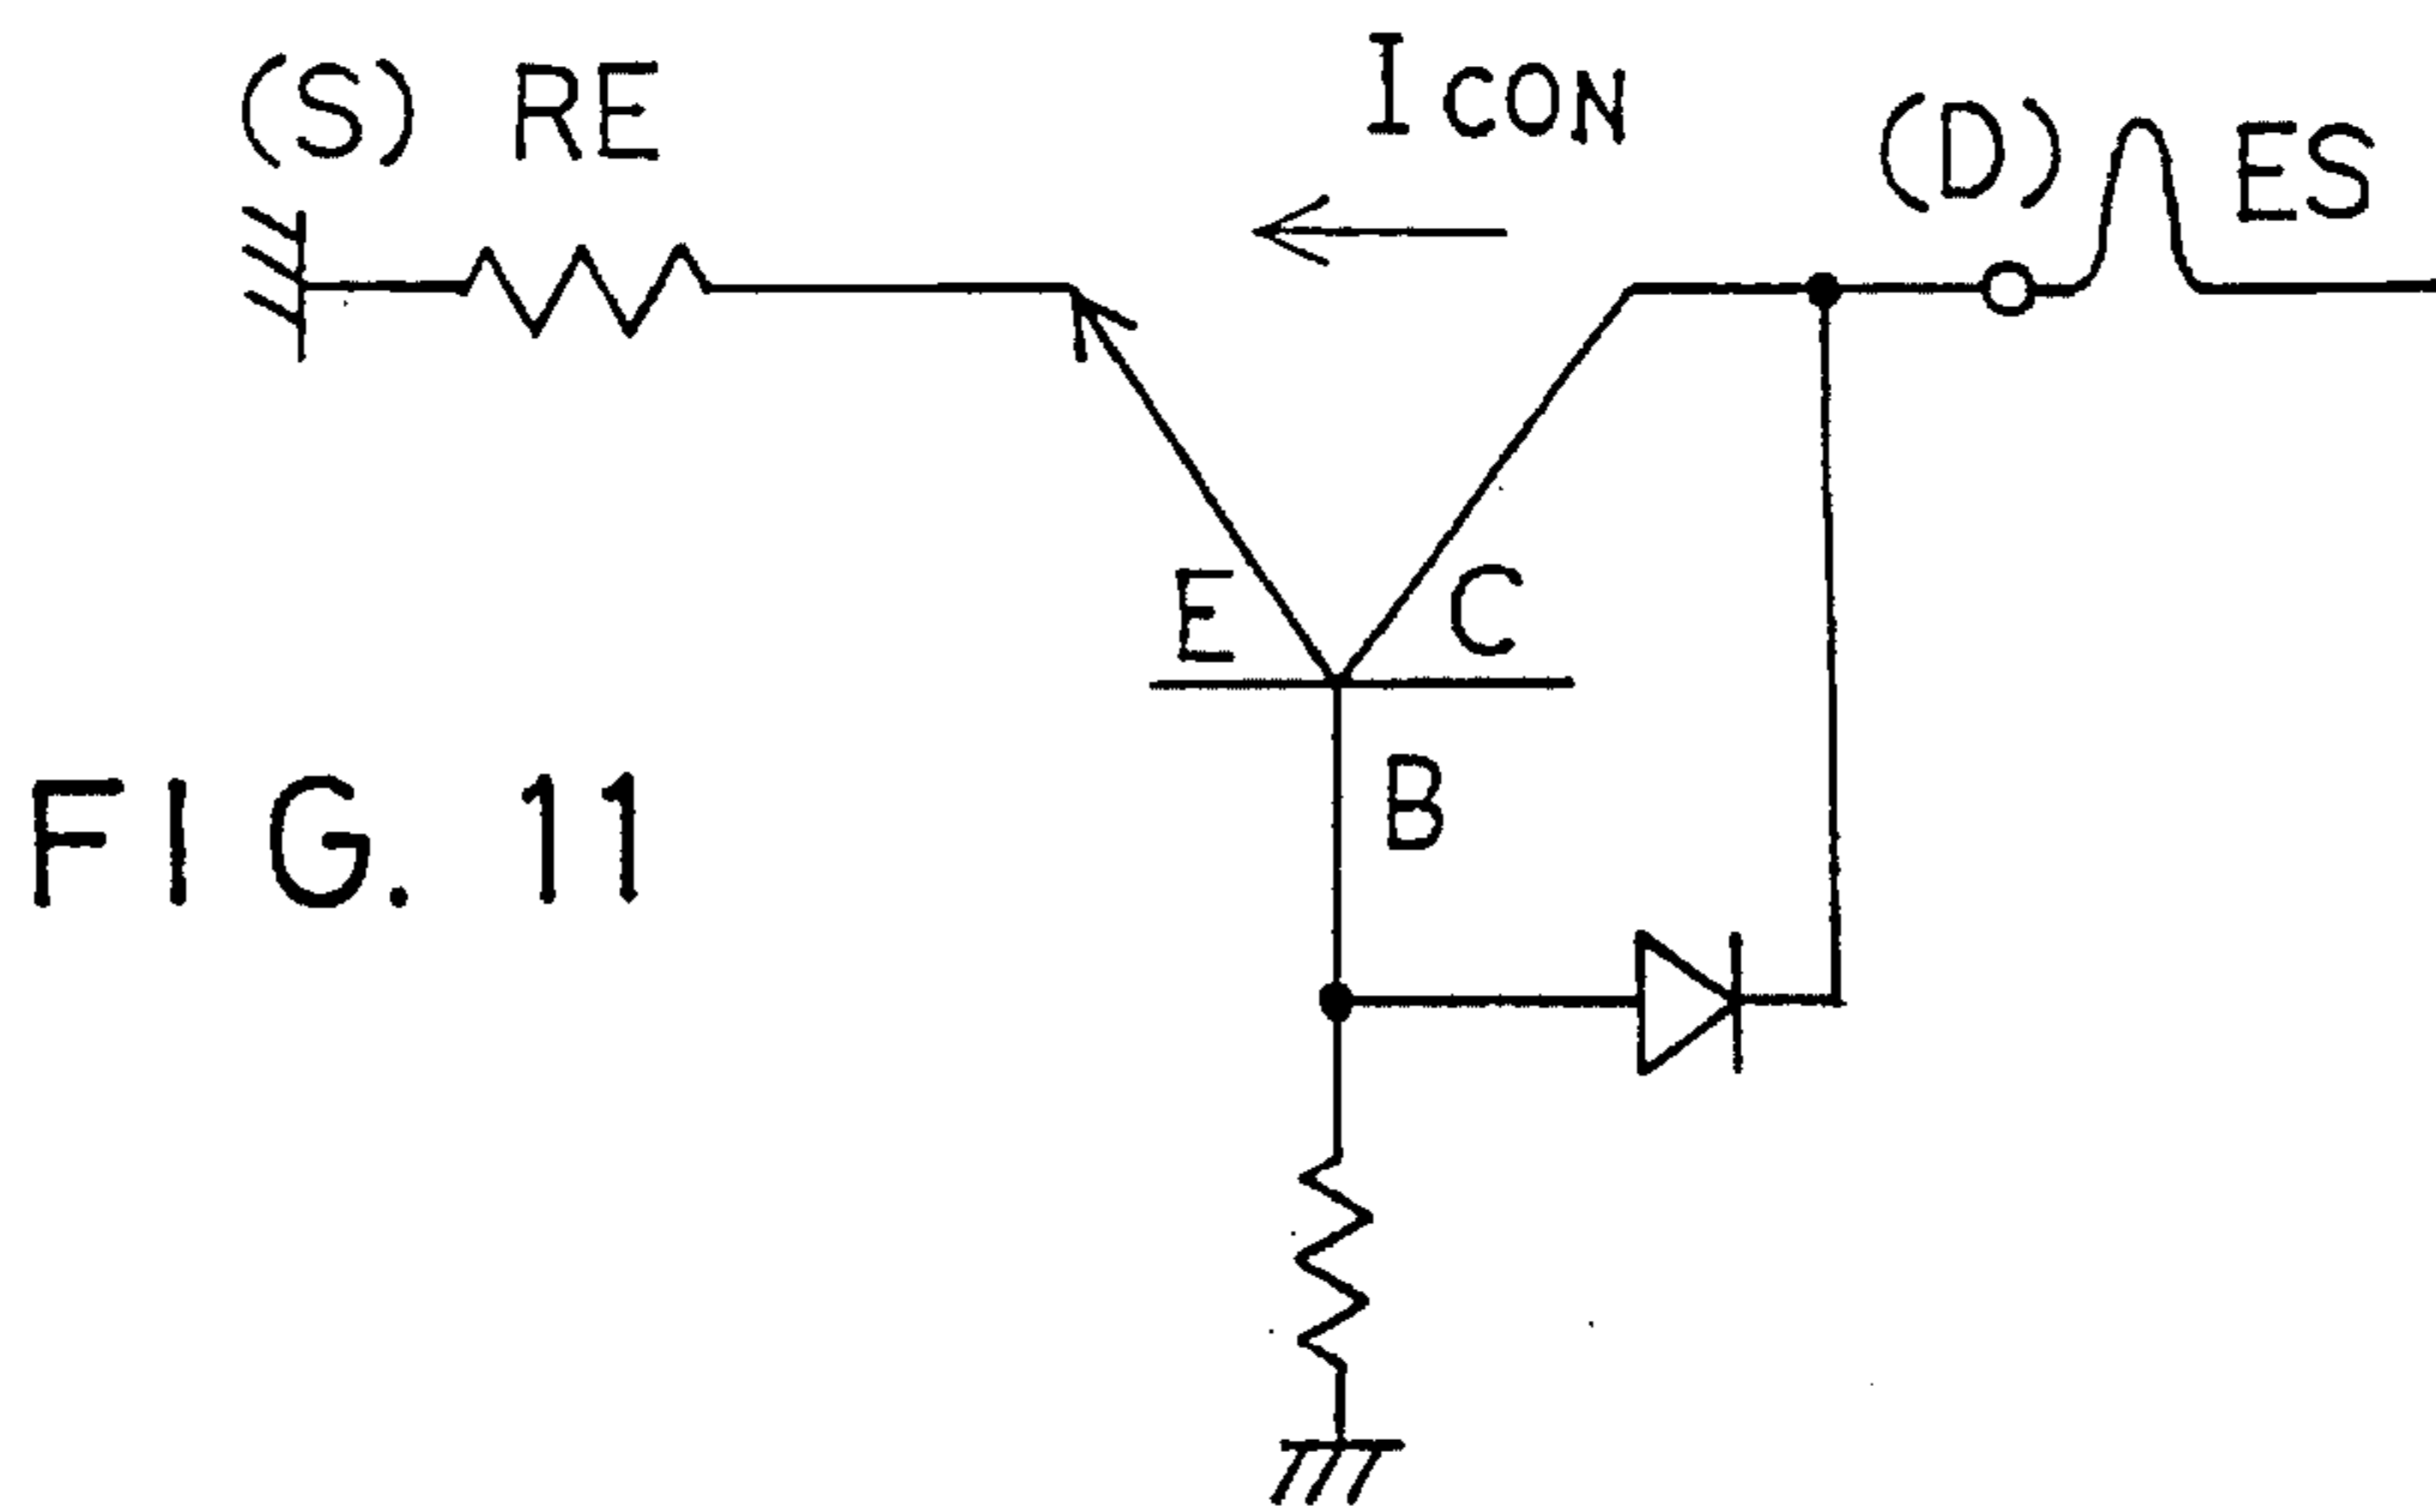 (S) RE
ICON
(D)
ES
E
C
B
FIG. 11